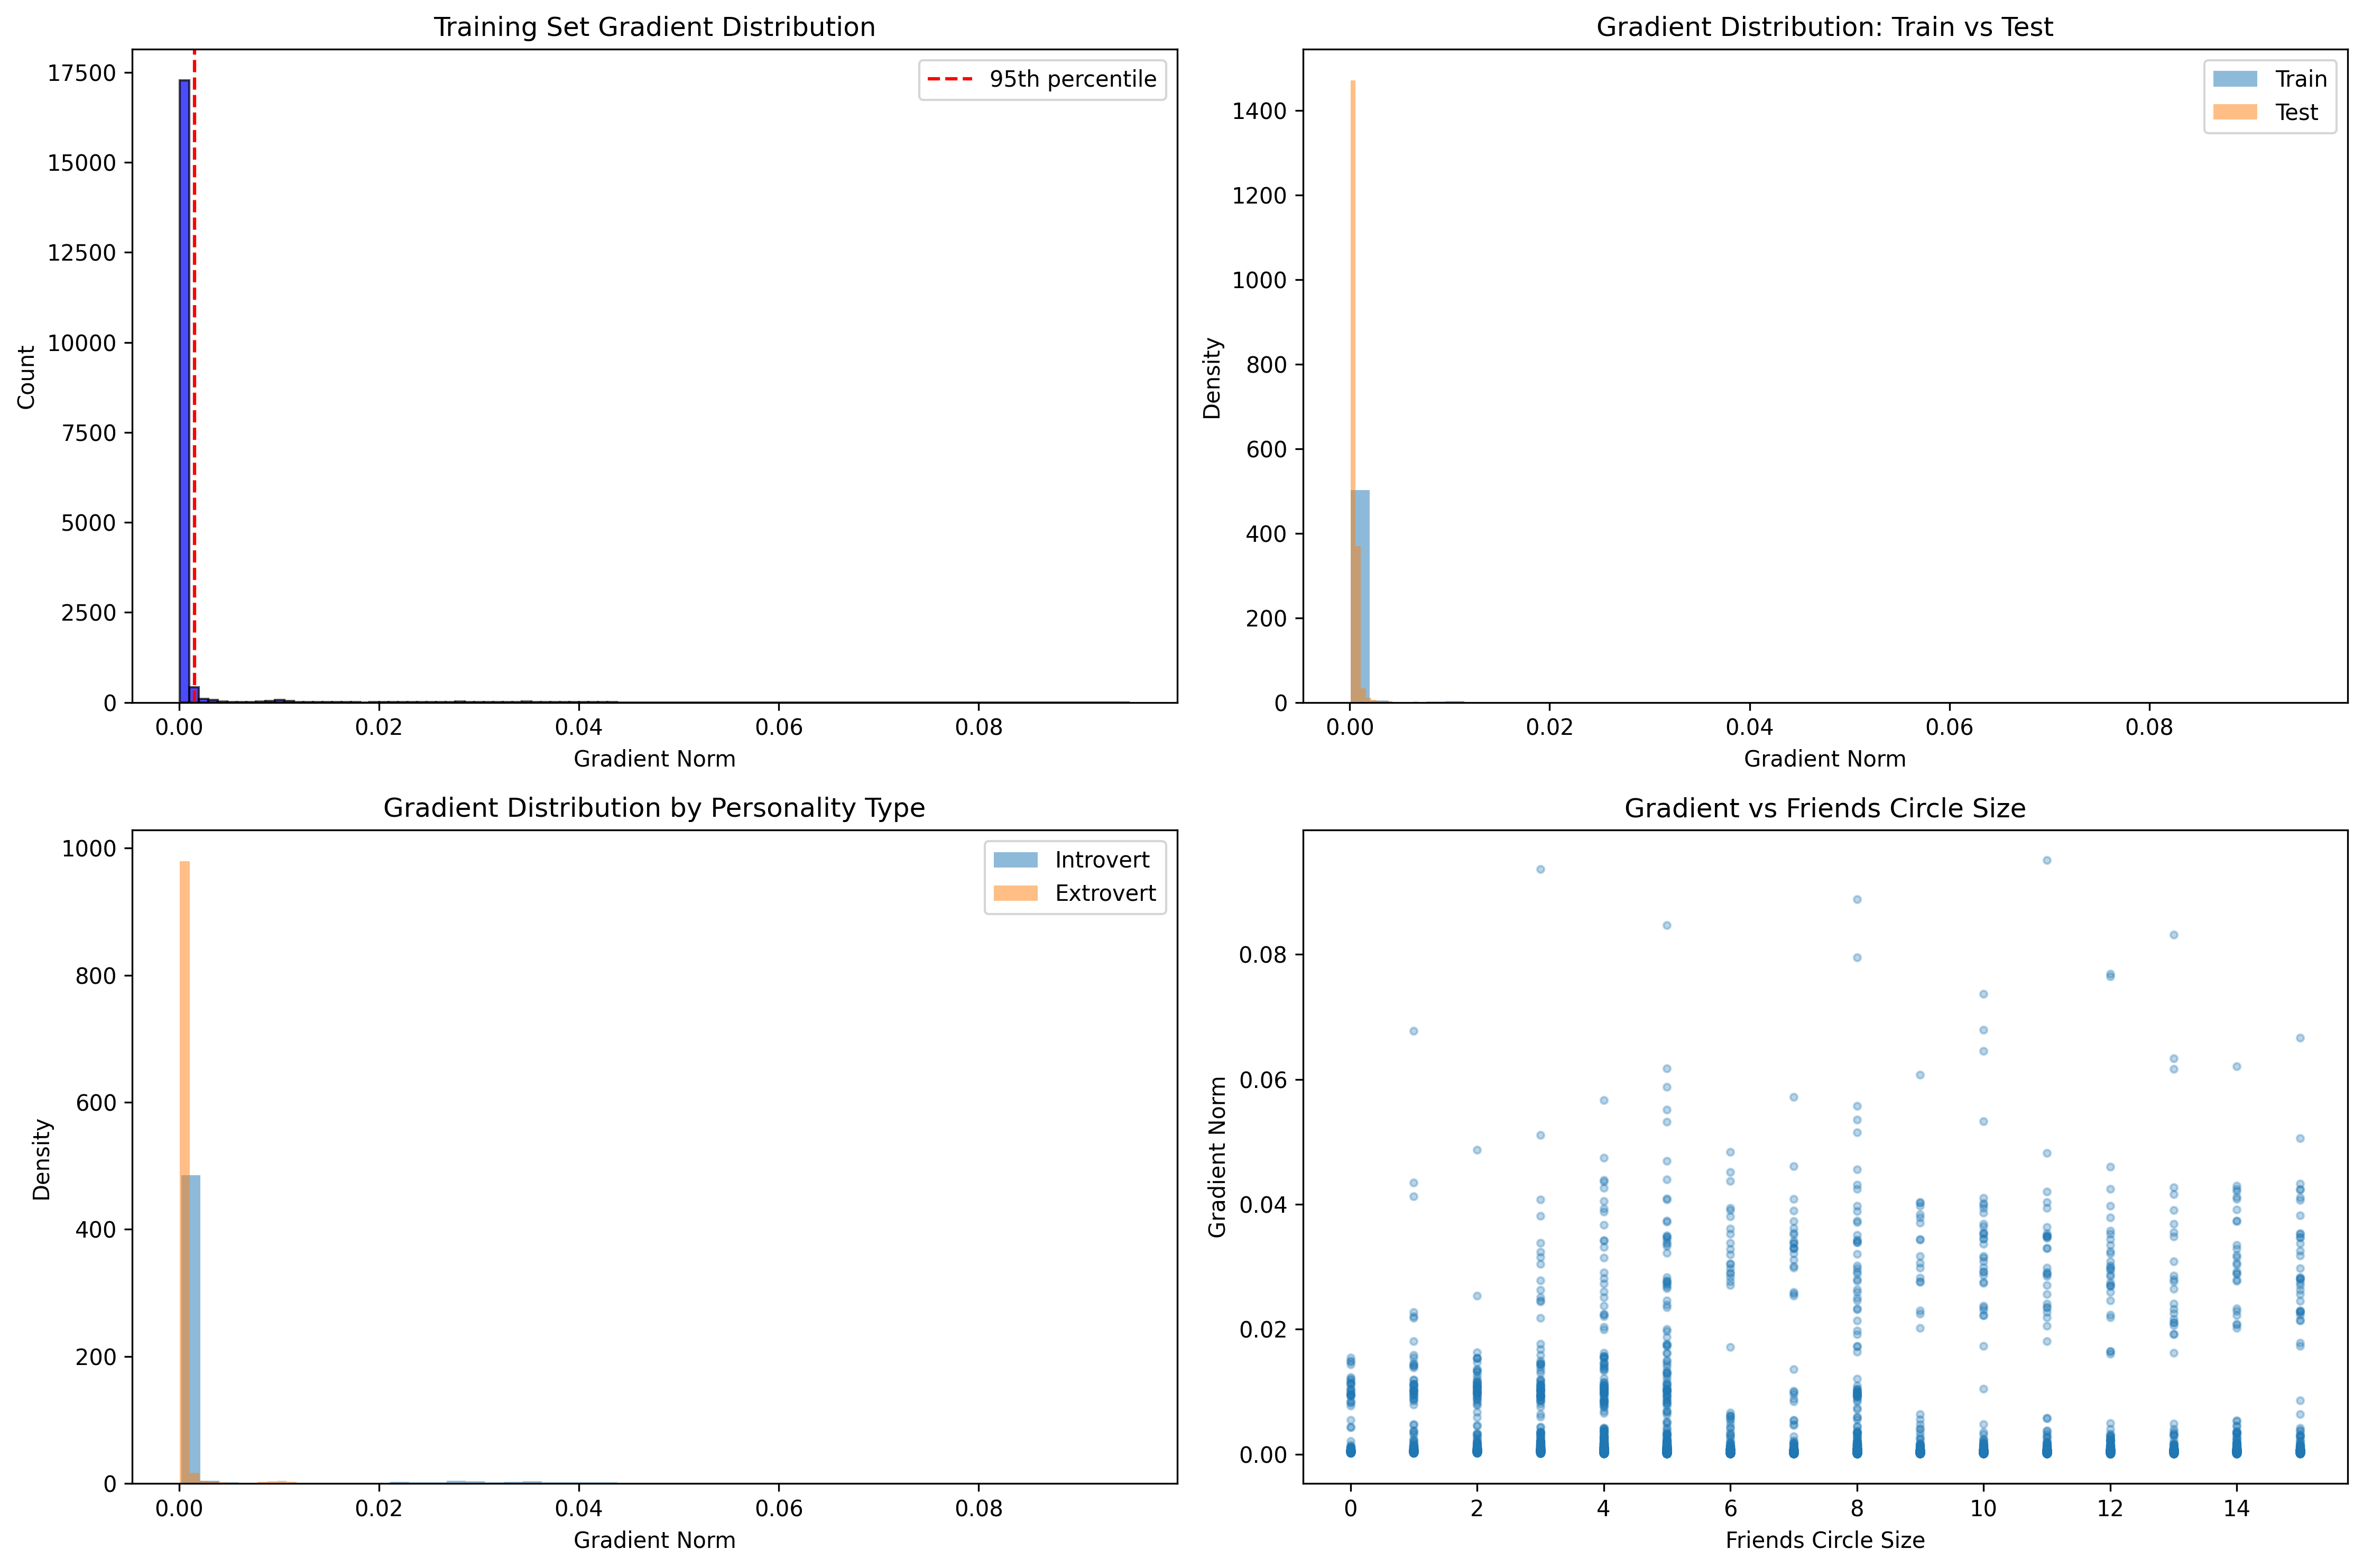 Training Set Gradient Distribution
95th percentile
17500
15000
12500
10000
7500
5000
2500
0
Count
0.00
0.02
0.04
0.06
0.08
Gradient Norm
Gradient Distribution: Train vs Test
Train
Test
1400
1200
1000
800
600
400
200
0
Density
0.00
0.02
0.04
0.06
0.08
Gradient Norm
Gradient Distribution by Personality Type
Introvert
Extrovert
1000
800
600
400
200
0
Density
0.00
0.02
0.04
0.06
0.08
Gradient Norm
Gradient vs Friends Circle Size
0.08
0.06
0.04
0.02
0.00
Gradient Norm
0
2
4
6
8
10
12
14
Friends Circle Size